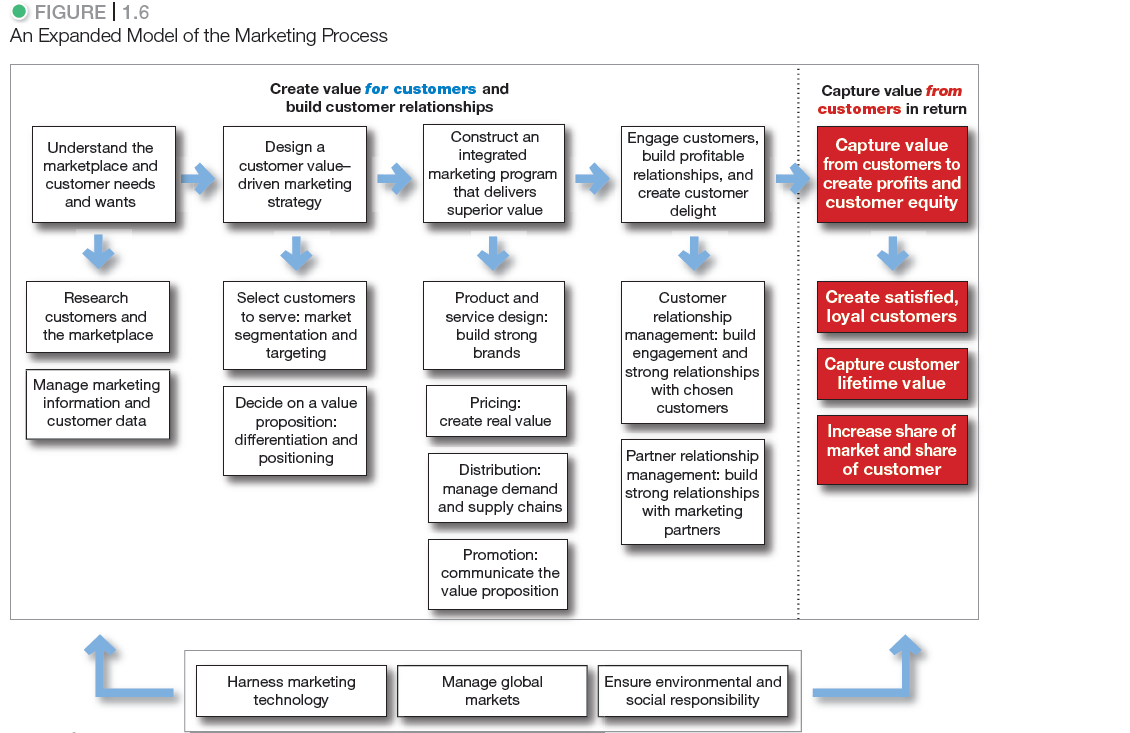 FIGURE | 1.6
An Expanded Model of the Marketing Process
Create value for customers and
build customer relationships
Capture value from
customers in return
Understand the
marketplace and
customer needs
and wants
Design a
customer value–
driven marketing
strategy
Construct an
integrated
marketing program
that delivers
superior value
Engage customers,
build profitable
relationships, and
create customer
delight
Capture value
from customers to
create profits and
customer equity
Research
customers and
the marketplace
Manage marketing
information and
customer data
Select customers
to serve: market
segmentation and
targeting
Decide on a value
proposition:
differentiation and
positioning
Product and
service design:
build strong
brands
Pricing:
create real value
Distribution:
manage demand
and supply chains
Promotion:
communicate the
value proposition
Customer
relationship
management: build
engagement and
strong relationships
with chosen
customers
Partner relationship
management: build
strong relationships
with marketing
partners
Create satisfied,
loyal customers
Capture customer
lifetime value
Increase share of
market and share
of customer
Harness marketing
technology
Manage global
markets
Ensure environmental and
social responsibility